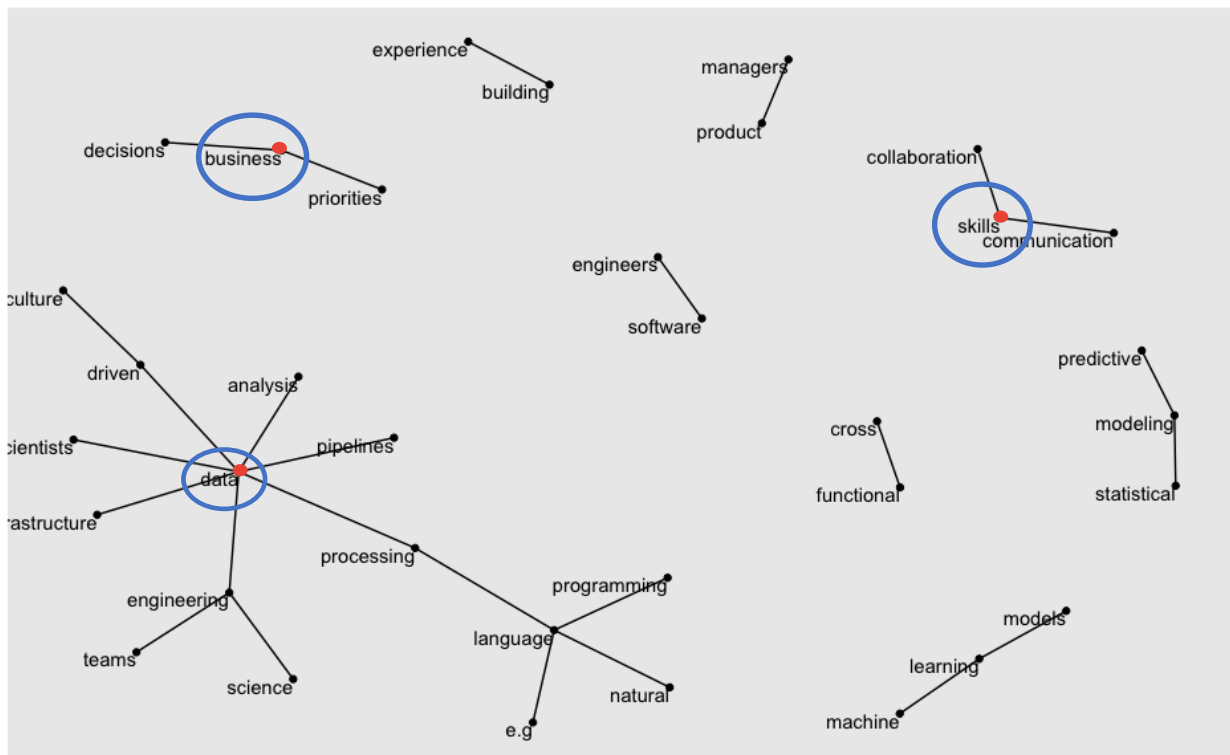 experience
managers
building
product
decisions
business
collaboration
priorities
skills
communication
engineers
culture
software
predictive
driven
analysis
modeling
cross
cientists
pipelines
data
functional
statistical
rastructure
processing
programming
engineering
models
language
teams
learning
science
natural
machine
e.g